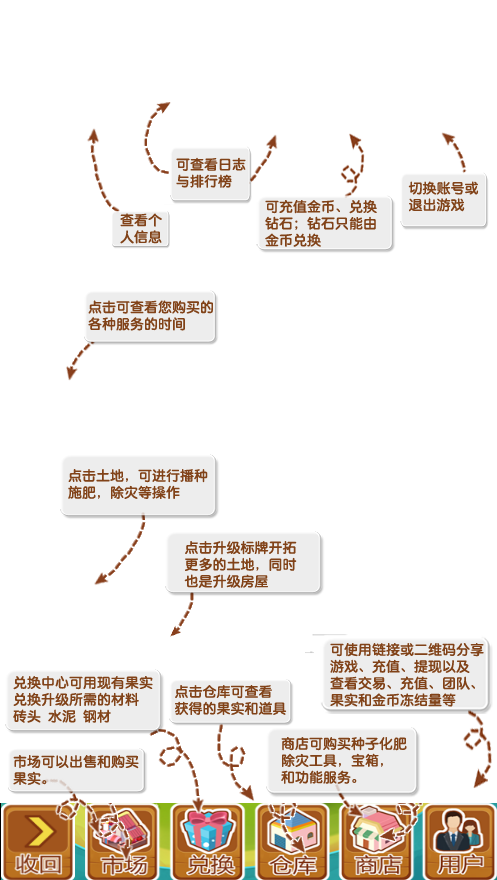 可查看日志
与排行榜
切换账号或
退出游戏
可充值金币、兑换
钻石；钻石只能由
金币兑换
查看个
人信息
点击可查看您购买的
各种服务的时间
点击土地，可进行播种
施肥，除灾等操作
点击升级标牌开拓
更多的土地，同时
也是升级房屋
可使用链接或二维码分享
游戏、充值、提现以及
查看交易、充值、团队、
果实和金币冻结量等
兑换中心可用现有果实
兑换升级所需的材料
砖头 水泥 钢材
点击仓库可查看
获得的果实和道具
商店可购买种子化肥
除灾工具，宝箱，
和功能服务。
市场可以出售和购买
果实。
收回
市场
兑换
仓库
商店
用户